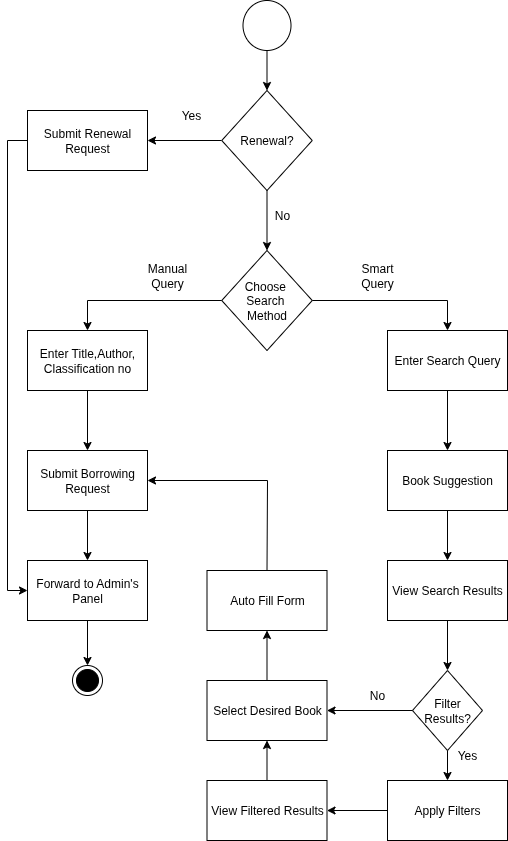 Yes
Submit Renewal
Request
Renewal?
No
Manual
Query
Smart
Query
Choose
Search
Method
Enter Title,Author,
Classification no
Enter Search Query
Submit Borrowing
Request
Book Suggestion
Forward to Admin's
Panel
Auto Fill Form
View Search Results
No
Filter
Results?
Select Desired Book
Yes
View Filtered Results
Apply Filters